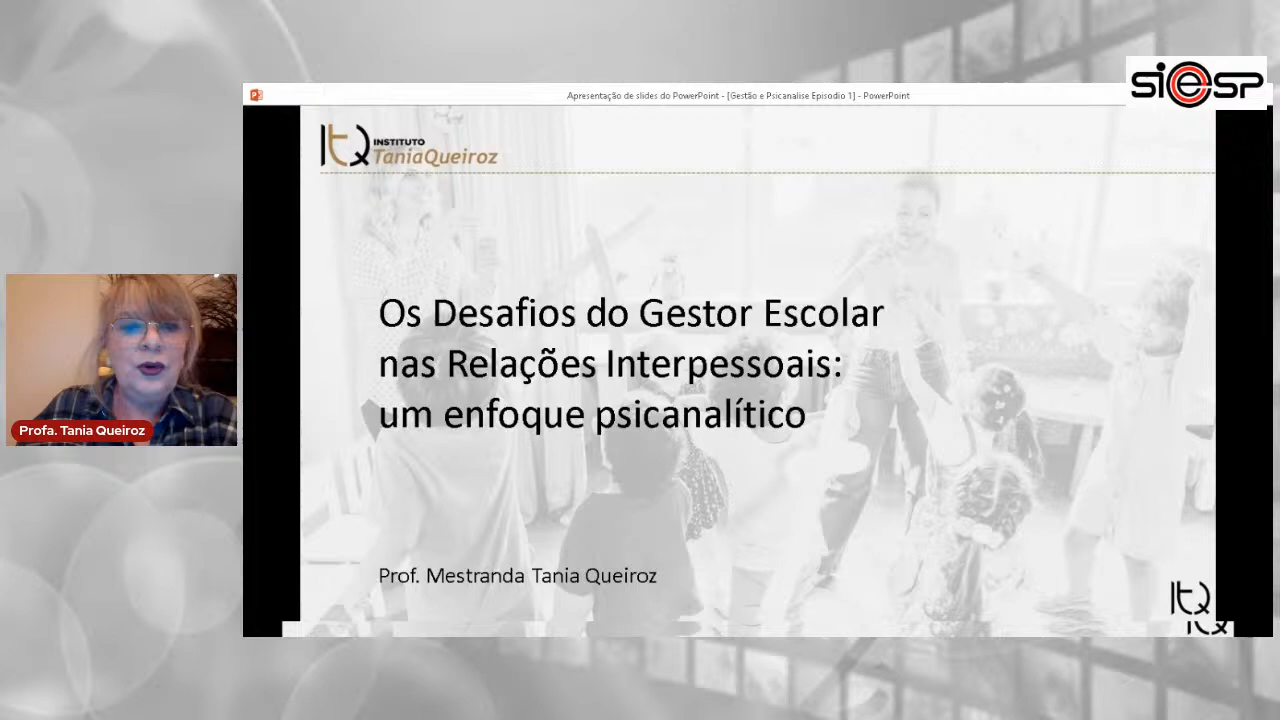 siesp
Apresentação de slides do PowerPoint - [Gestão e Psicanalise Episodio 1] - PowerPoint
INSTITUTO
TaniaQueiroz
Os Desafios do Gestor Escolar
nas Relações Interpessoais:
um enfoque psicanalítico
Profa. Tania Queiroz
Prof. Mestranda Tania Queiroz